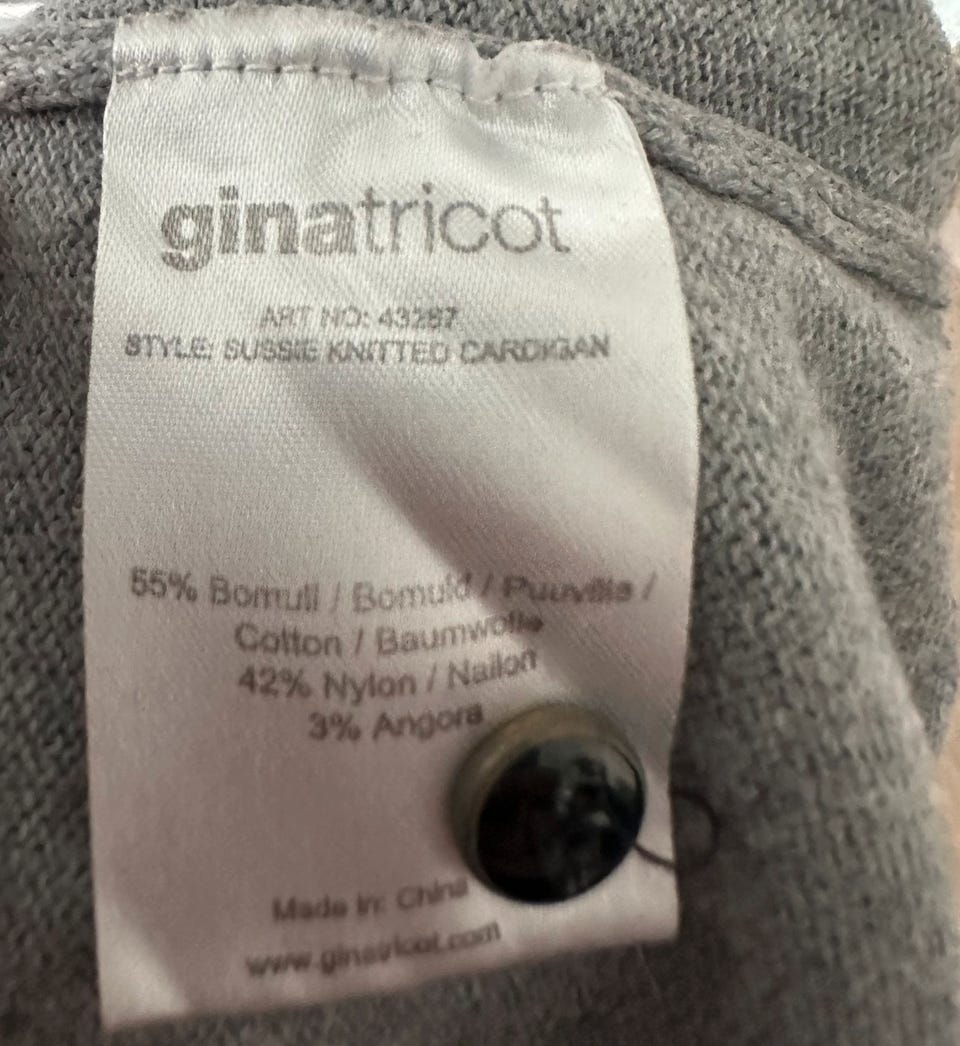 ginatricot
ART NO: 43287
STYLE: SUSSIE KNITTED CARDIGAN
55% Bomull / Bomuld / Puuvilla /
Cotton / Baumwolle
42% Nylon / Nailon
3% Angora
Made in: China
www.ginatricot.com